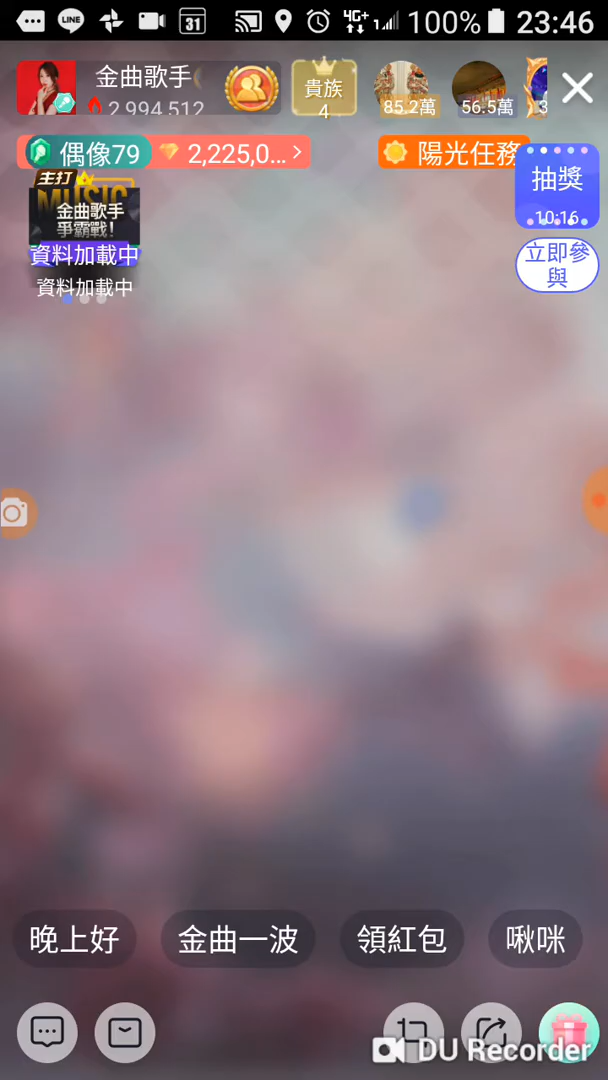 31 4G+ 100% 23:46
金曲歌手
2,994,512
貴族
4
85.2萬
56.5萬
3
偶像79
2,225,0...
陽光任務
抽獎
10:16
立即參
與
主打
MUSIC
金曲歌手
爭霸戰!
資料加載中
資料加載中
晚上好
金曲一波
領紅包
啾咪
DU Recorder